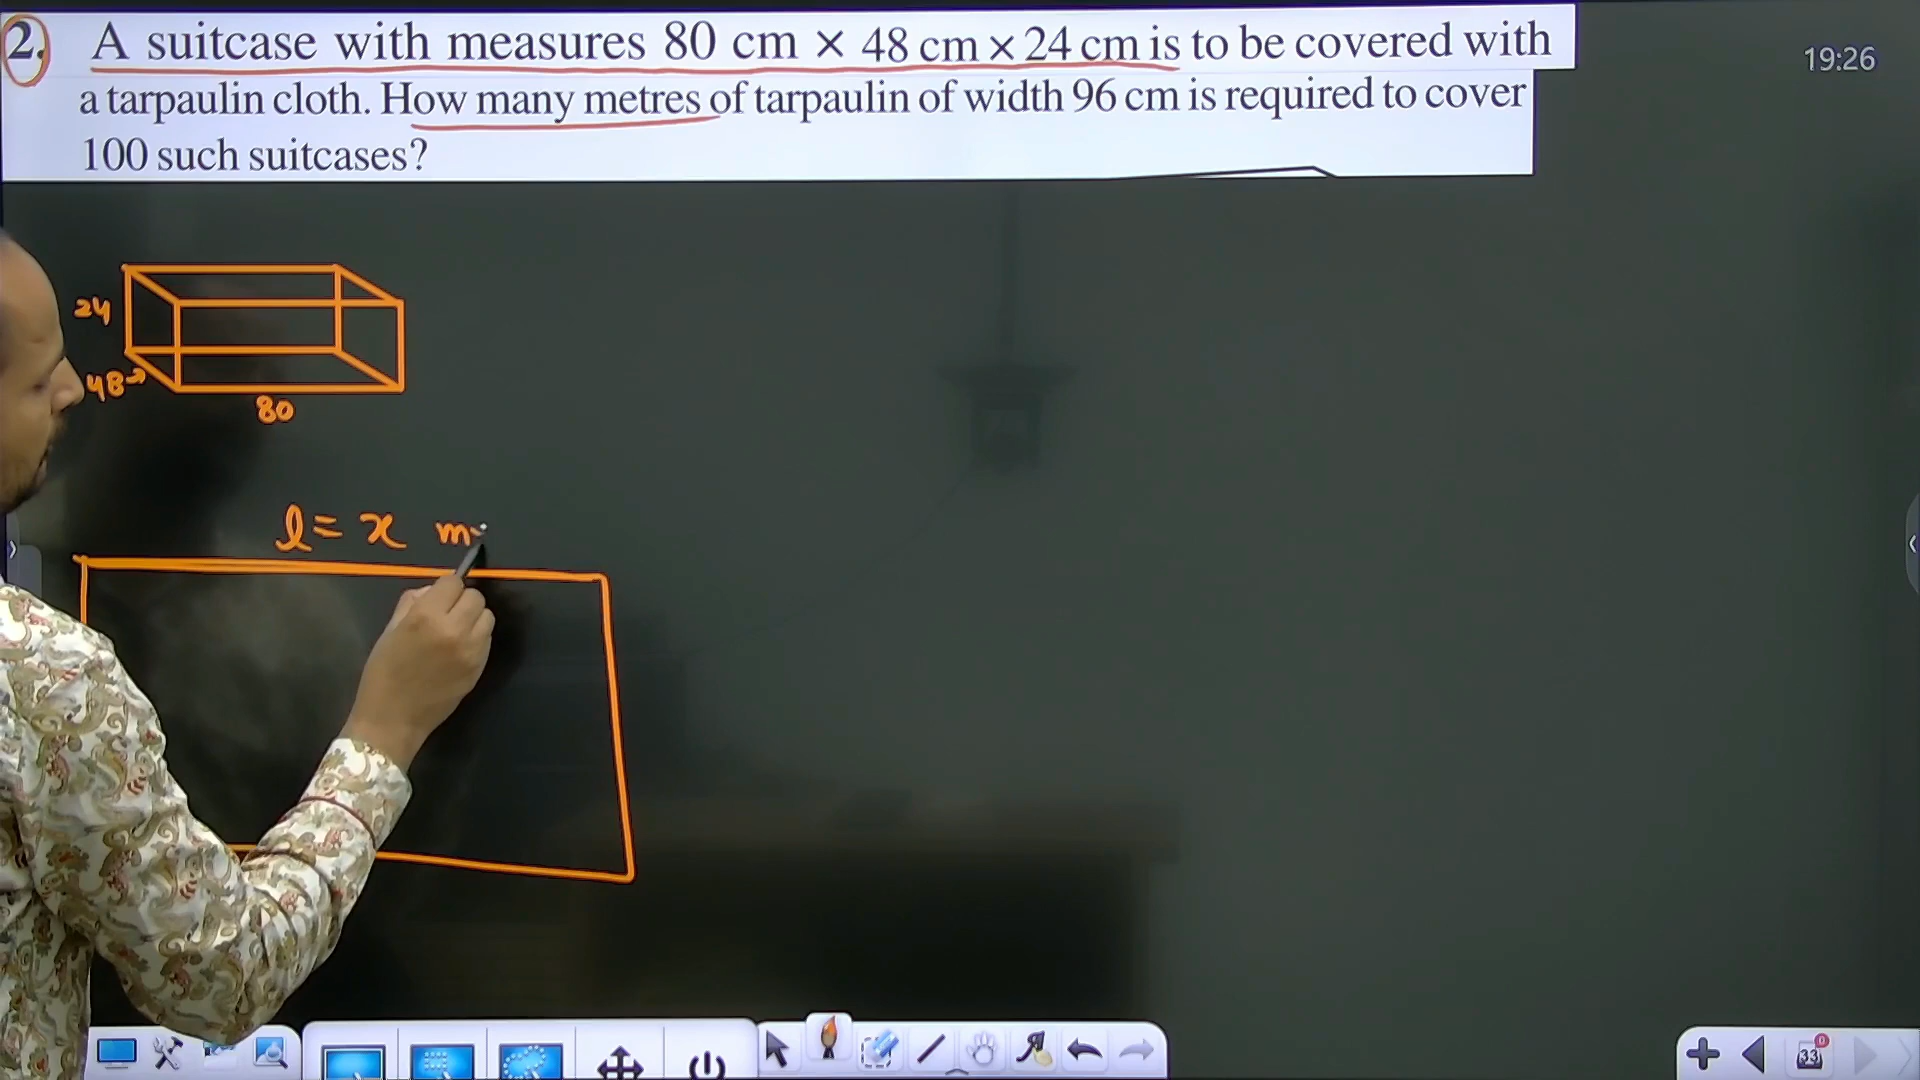 2. A suitcase with measures 80 cm × 48 cm × 24 cm is to be covered with
a tarpaulin cloth. How many metres of tarpaulin of width 96 cm is required to cover
100 such suitcases?
19:26
24
48
80
l = x m
33
0